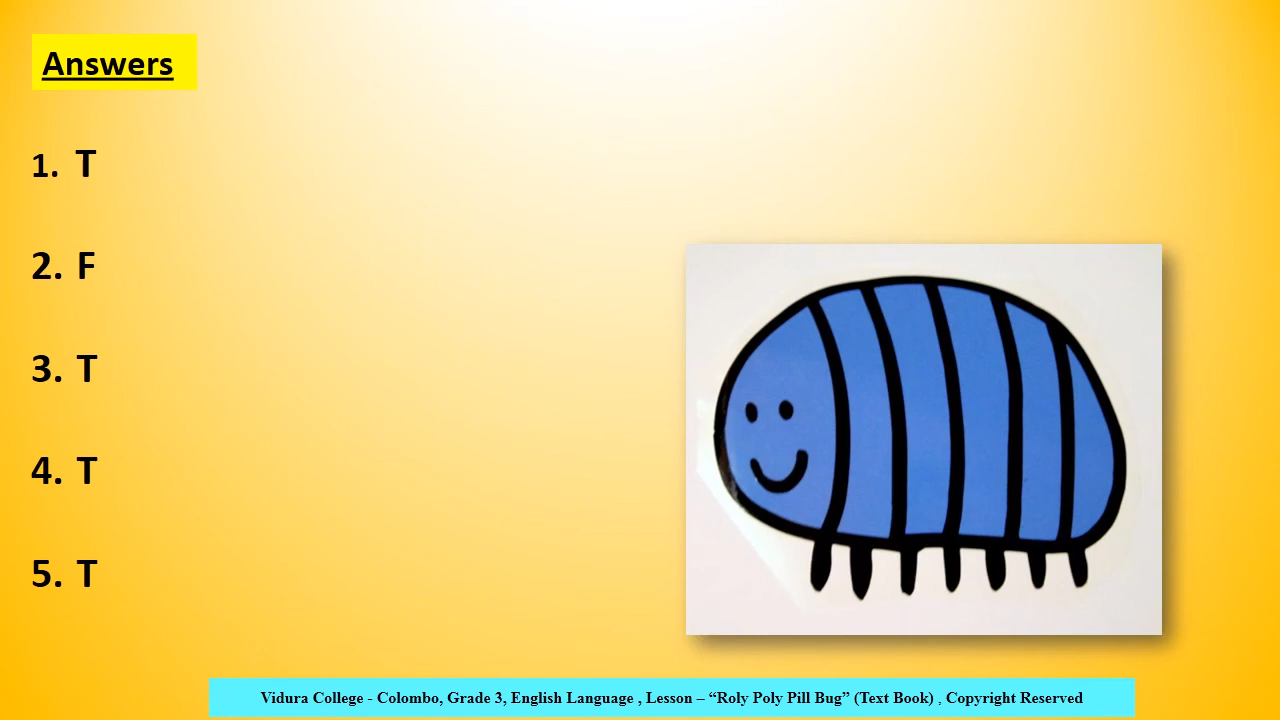 Answers
1. T
2. F
3. T
4. T
5. T
Vidura College - Colombo, Grade 3, English Language , Lesson – “Roly Poly Pill Bug” (Text Book) , Copyright Reserved